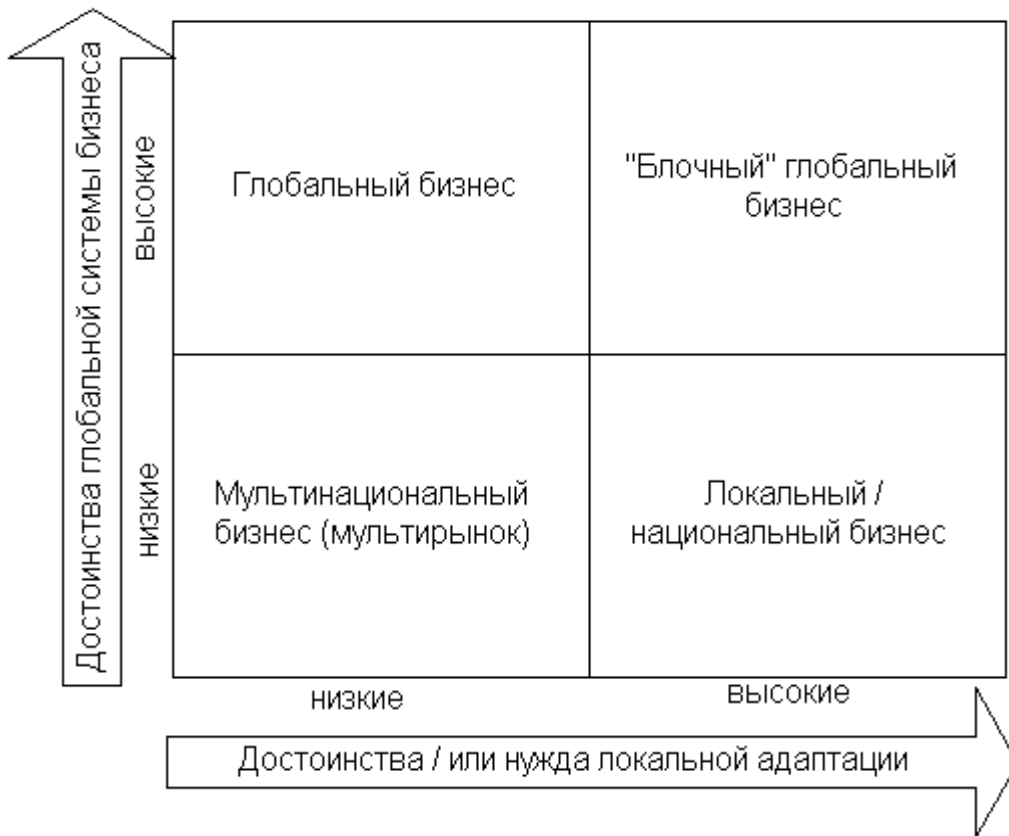 Достоинства глобальной системы бизнеса
высокие
Глобальный бизнес
"Блочный" глобальный
бизнес
низкие
Мультинациональный
бизнес (мультирынок)
Локальный /
национальный бизнес
низкие
высокие
Достоинства / или нужда локальной адаптации